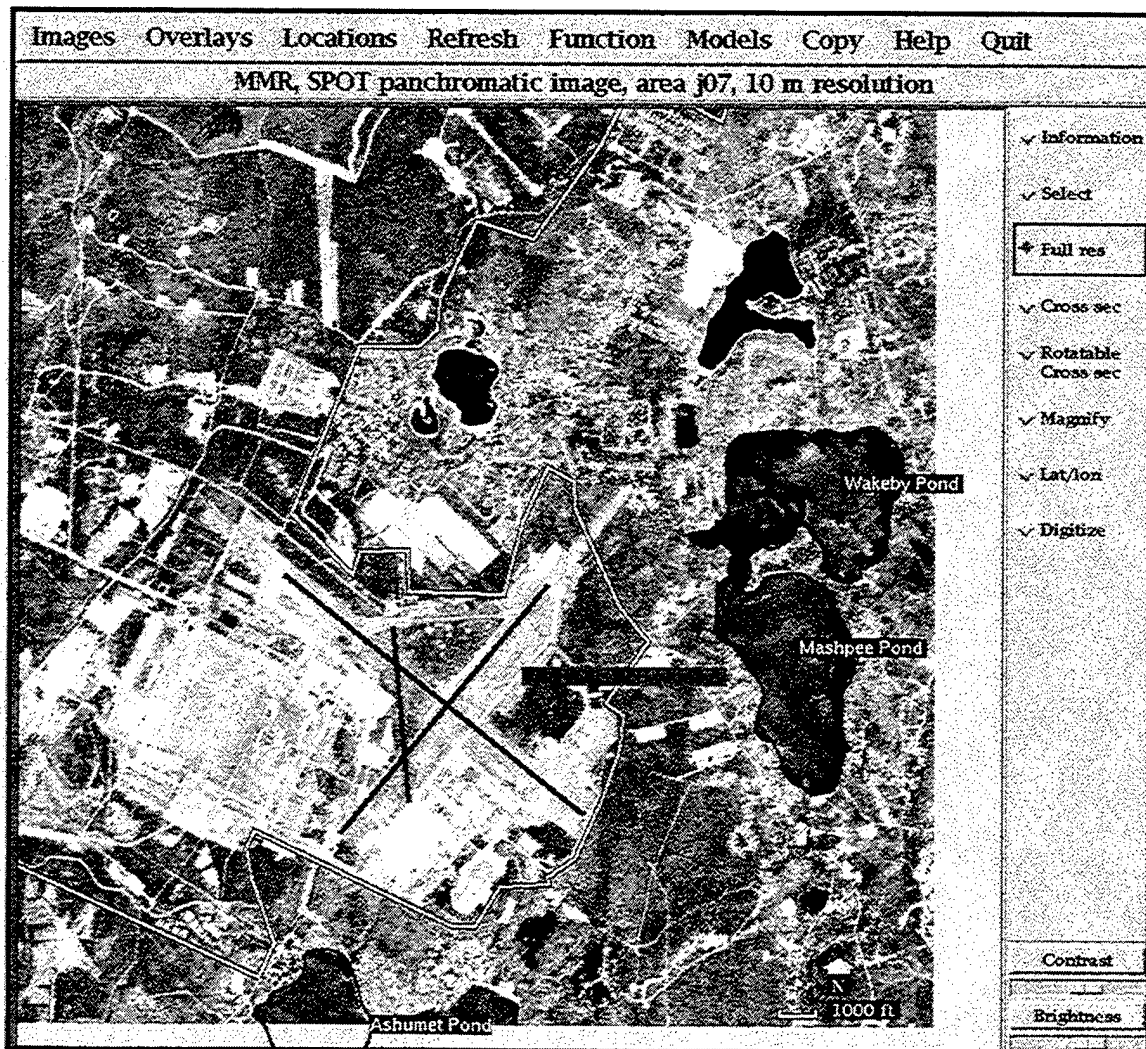 Images Overlays Locations Refresh Function Models Copy Help Quit
MMR, SPOT panchromatic image, area j07, 10 m resolution
Information
Select
Full res
Cross sec
Rotatable
Cross sec
Magnify
Lat/lon
Digitize
Wakeby Pond
Mashpee Pond
N
1000 ft
Ashumet Pond
Contrast
Brightness